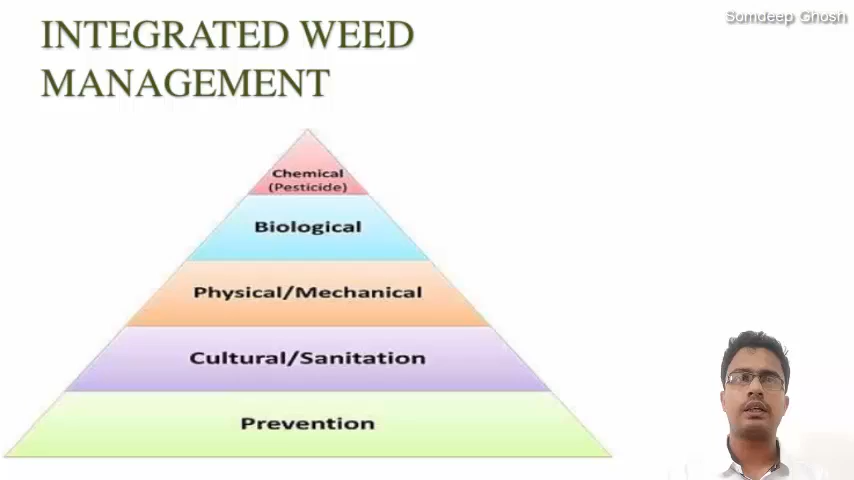 Somdeep Ghosh
INTEGRATED WEED
MANAGEMENT
Chemical
(Pesticide)
Biological
Physical/Mechanical
Cultural/Sanitation
Prevention